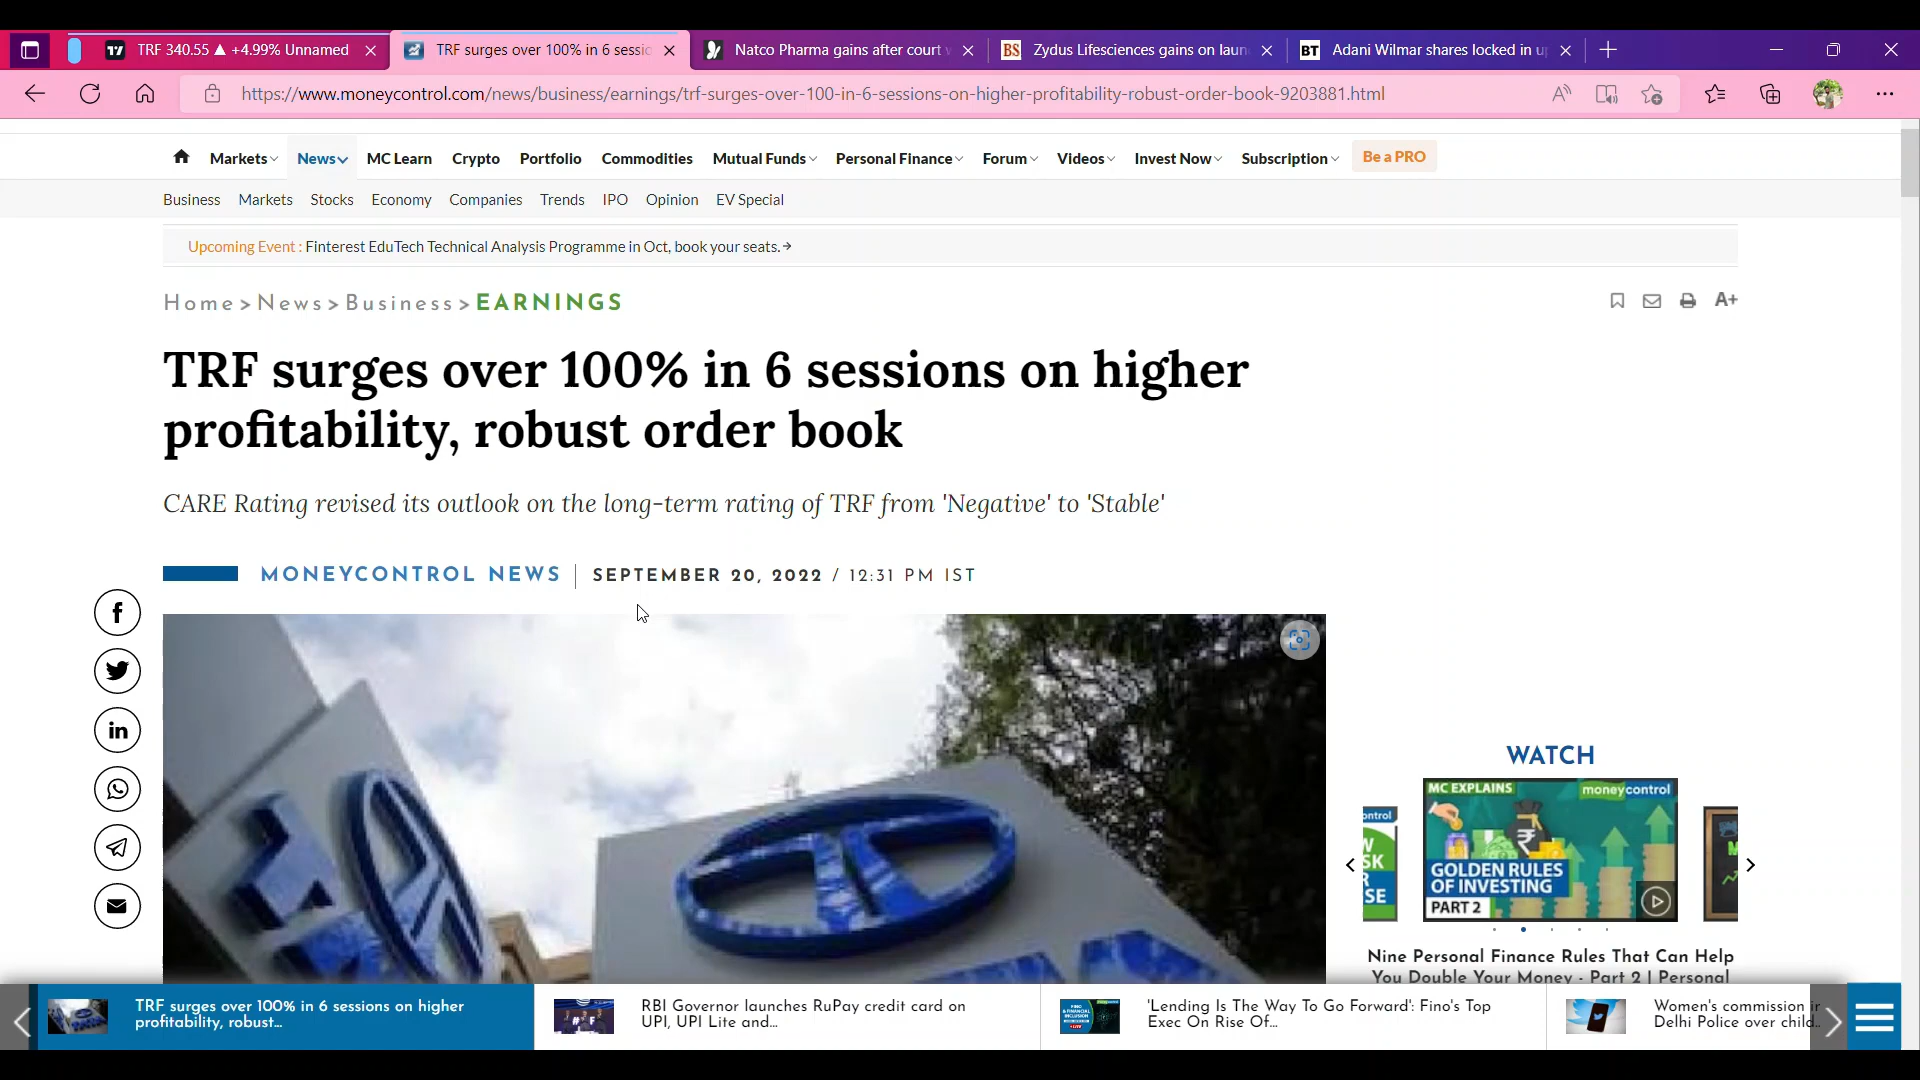 TRF 340.55 ▲ +4.99% Unnamed
TRF surges over 100% in 6 sessio
Natco Pharma gains after court
BS Zydus Lifesciences gains on laun
BT Adani Wilmar shares locked in
https://www.moneycontrol.com/news/business/earnings/trf-surges-over-100-in-6-sessions-on-higher-profitability-robust-order-book-9203881.html
Markets News MC Learn Crypto Portfolio Commodities Mutual Funds Personal Finance Forum Videos Invest Now Subscription Be a PRO
Business Markets Stocks Economy Companies Trends IPO Opinion EV Special
Upcoming Event : Finterest EduTech Technical Analysis Programme in Oct, book your seats.
Home > News > Business > EARNINGS
A+
TRF surges over 100% in 6 sessions on higher
profitability, robust order book
CARE Rating revised its outlook on the long-term rating of TRF from 'Negative' to 'Stable'
MONEYCONTROL NEWS | SEPTEMBER 20, 2022 / 12:31 PM IST
WATCH
MC EXPLAINS moneycontrol
GOLDEN RULES
OF INVESTING
PART 2
Nine Personal Finance Rules That Can Help
You Double Your Money - Part 2 | Personal
TRF surges over 100% in 6 sessions on higher
profitability, robust...
RBI Governor launches RuPay credit card on
UPI, UPI Lite and...
'Lending Is The Way To Go Forward': Fino's Top
Exec On Rise Of...
Women's commission
Delhi Police over child..